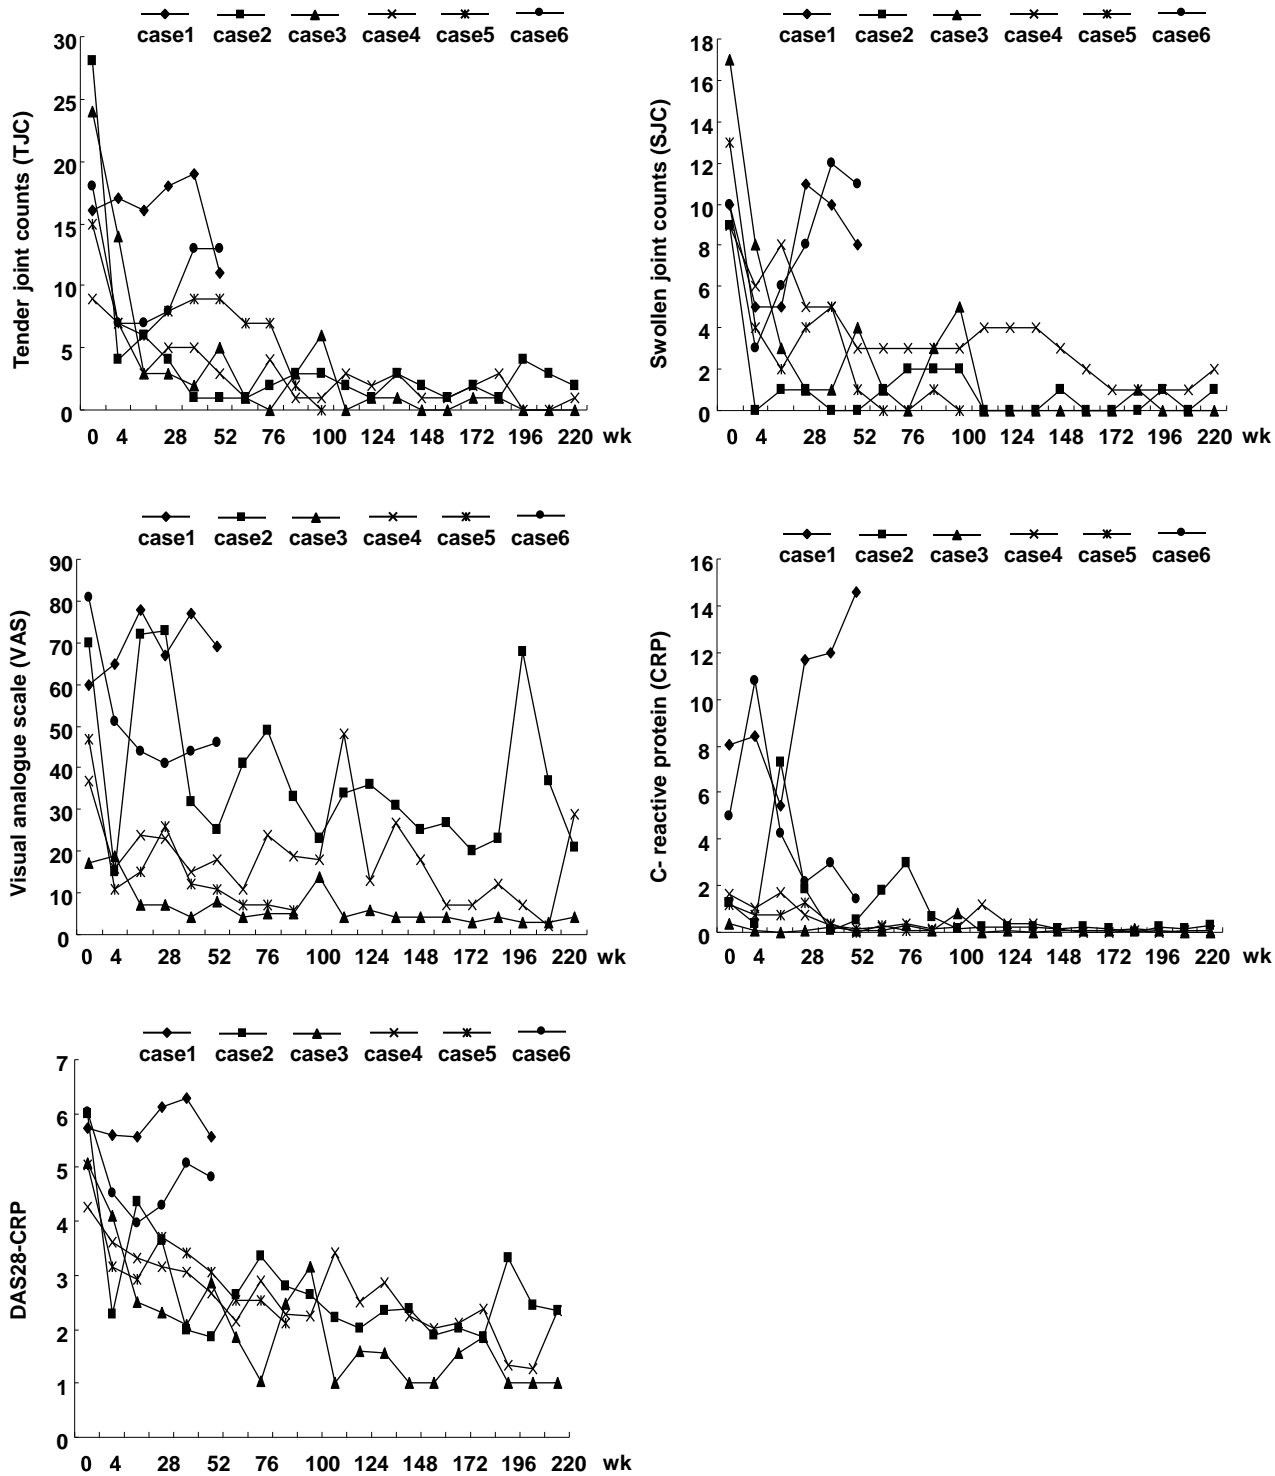 case1 case2 case3 case4 case5 case6
30
25
20
15
10
5
0
Tender joint counts (TJC)
0 4 28 52 76 100 124 148 172 196 220 wk
case1 case2 case3 case4 case5 case6
18
16
14
12
10
8
6
4
2
0
Swollen joint counts (SJC)
0 4 28 52 76 100 124 148 172 196 220 wk
case1 case2 case3 case4 case5 case6
90
80
70
60
50
40
30
20
10
0
Visual analogue scale (VAS)
0 4 28 52 76 100 124 148 172 196 220 wk
case1 case2 case3 case4 case5 case6
16
14
12
10
8
6
4
2
0
C- reactive protein (CRP)
0 4 28 52 76 100 124 148 172 196 220 wk
case1 case2 case3 case4 case5 case6
7
6
5
4
3
2
1
0
DAS28-CRP
0 4 28 52 76 100 124 148 172 196 220 wk